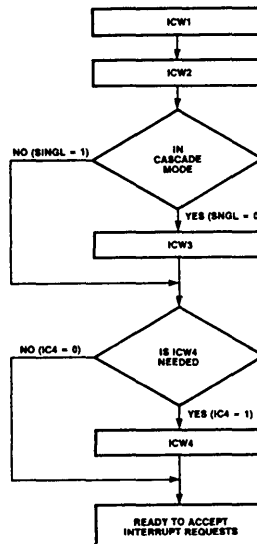 ICW1
ICW2
IN
CASCADE
MODE
NO (SINGL = 1)
YES (SNGL = 0
ICW3
IS ICW4
NEEDED
NO (IC4 = 0)
YES (IC4 = 1)
ICW4
READY TO ACCEPT
INTERRUPT REQUESTS